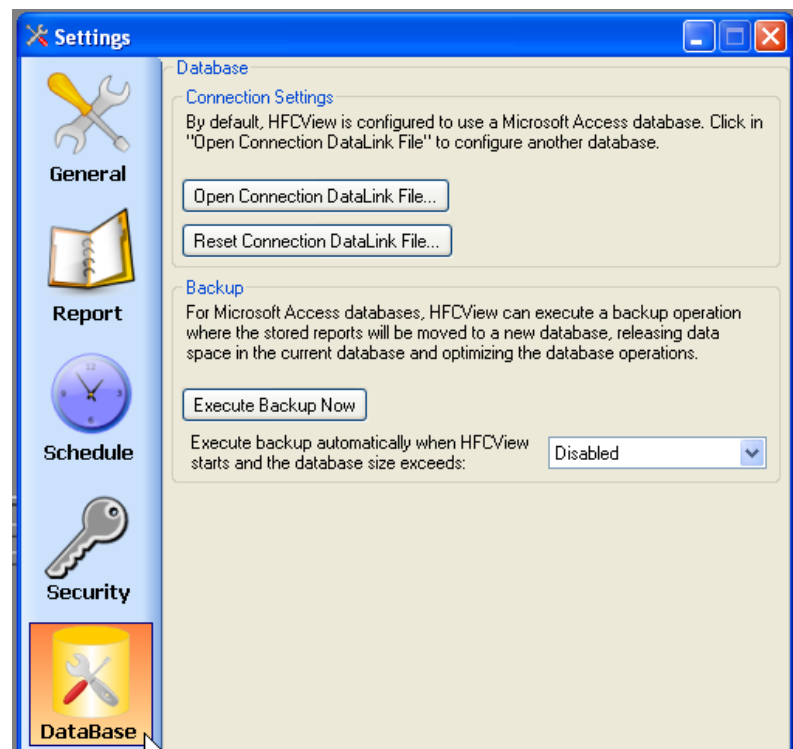 Settings
General
Report
Schedule
Security
DataBase
Database
Connection Settings
By default, HFCView is configured to use a Microsoft Access database. Click in
"Open Connection DataLink File" to configure another database.
Open Connection DataLink File...
Reset Connection DataLink File...
Backup
For Microsoft Access databases, HFCView can execute a backup operation
where the stored reports will be moved to a new database, releasing data
space in the current database and optimizing the database operations.
Execute Backup Now
Execute backup automatically when HFCView
starts and the database size exceeds:
Disabled